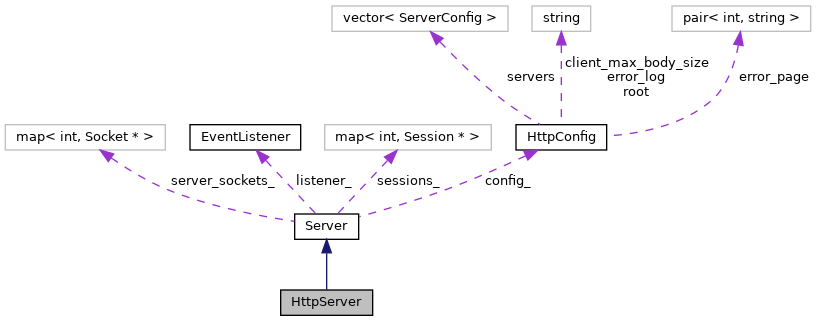 vector< ServerConfig >
string
pair< int, string >
servers
client_max_body_size
error_log
root
error_page
map< int, Socket * >
EventListener
map< int, Session * >
HttpConfig
server_sockets_
listener_
sessions_
config_
Server
HttpServer